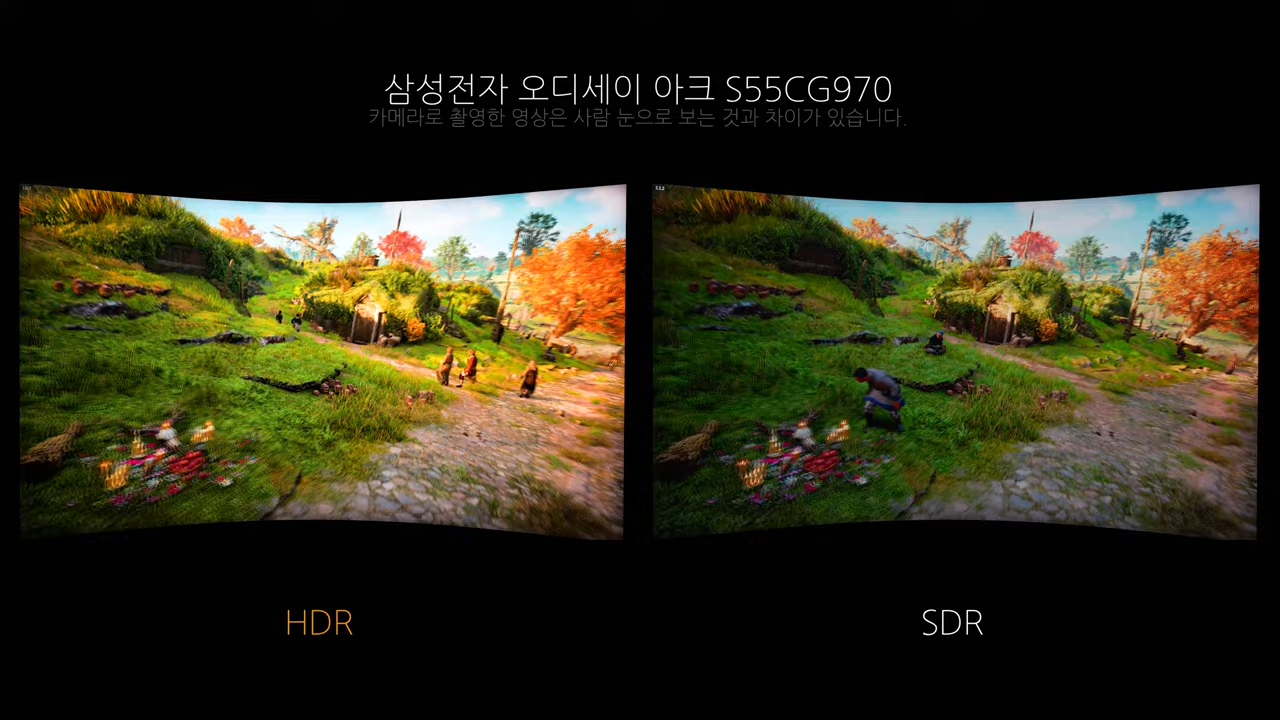 삼성전자 오디세이 아크 S55CG970
카메라로 촬영한 영상은 사람 눈으로 보는 것과 차이가 있습니다.
HDR
SDR